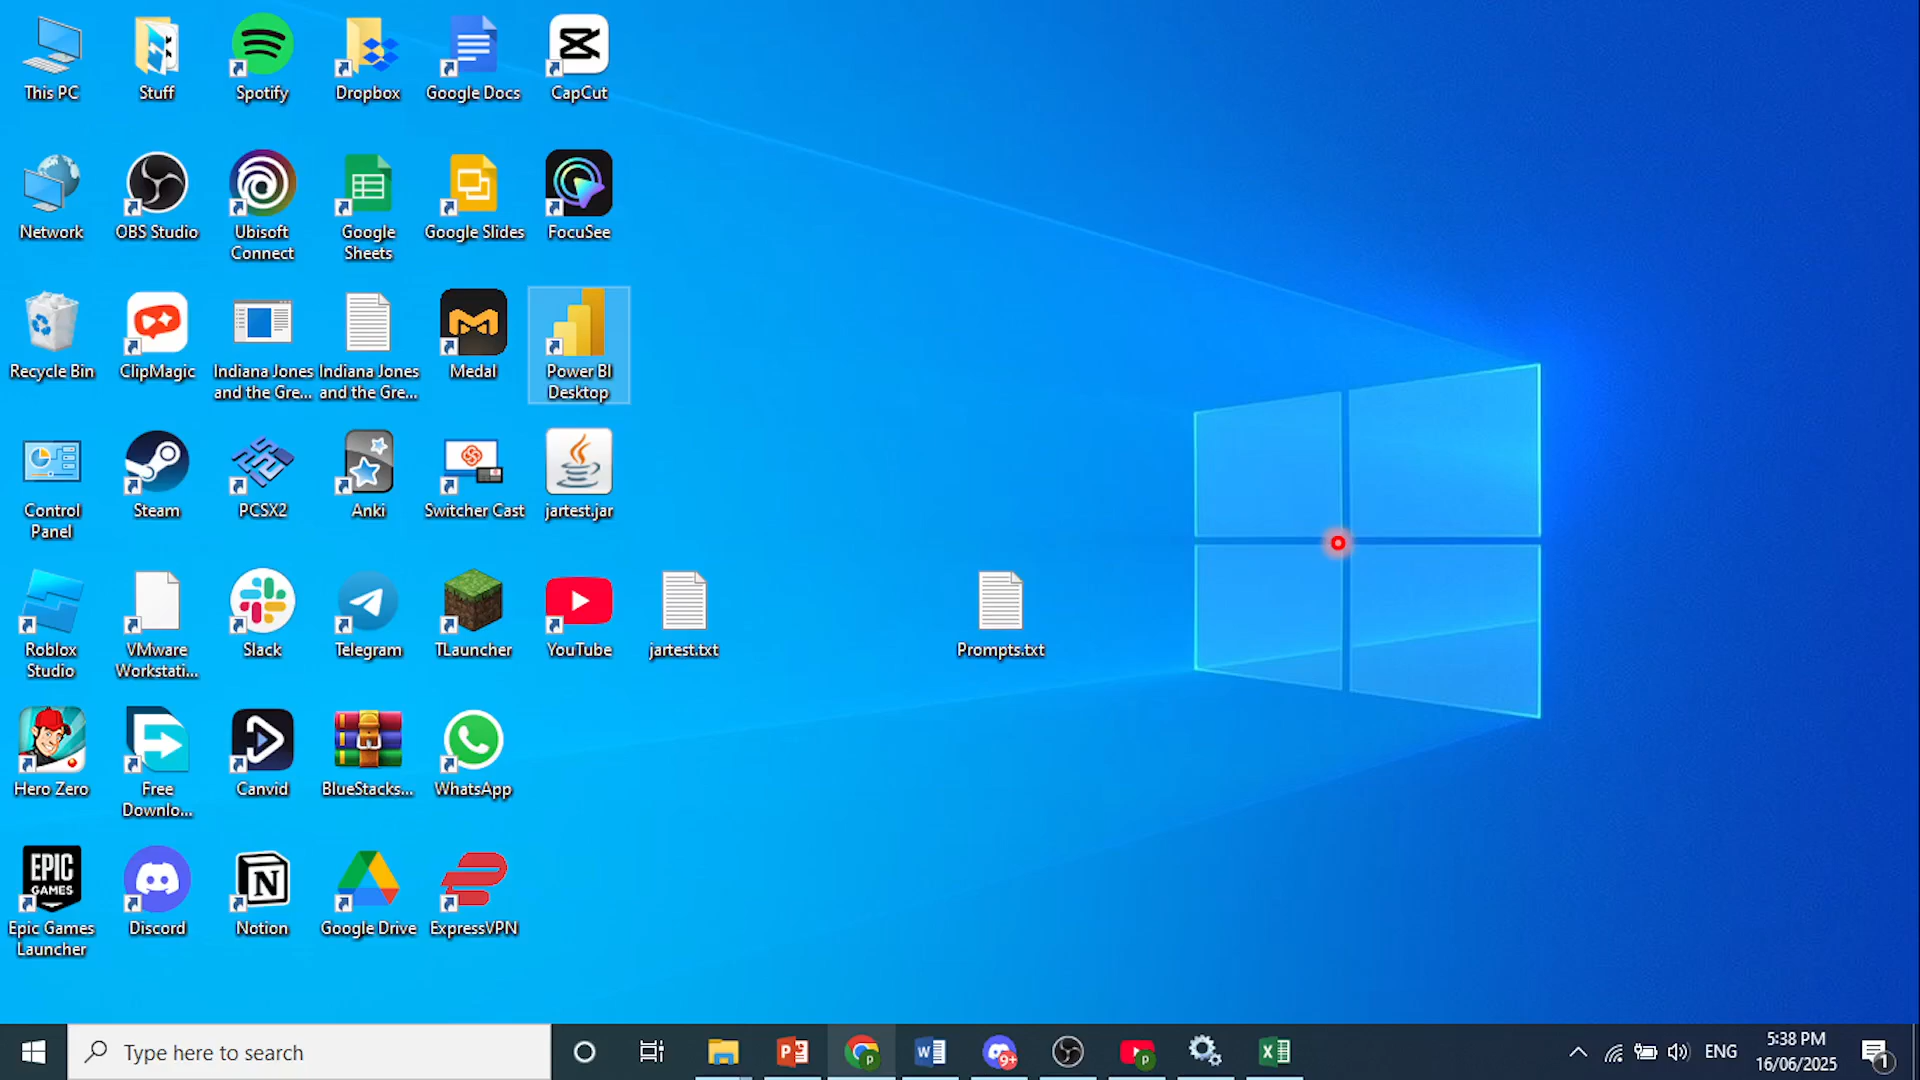 This PC
Stuff
Spotify
Dropbox
Google Docs
CapCut
Network
OBS Studio
Ubisoft
Connect
Google
Sheets
Google Slides
FocuSee
Recycle Bin
ClipMagic
Indiana Jones
and the Gre...
Indiana Jones
and the Gre...
Medal
Power BI
Desktop
Control
Panel
Steam
PCSX2
Anki
Switcher Cast
jartest.jar
Roblox
Studio
VMware
Workstati...
Slack
Telegram
TLauncher
YouTube
jartest.txt
Prompts.txt
Hero Zero
Free
Downlo...
Canvid
BlueStacks...
WhatsApp
EPIC
GAMES
Epic Games
Launcher
Discord
Notion
Google Drive
ExpressVPN
Type here to search
9+
ENG
5:38 PM
16/06/2025
1